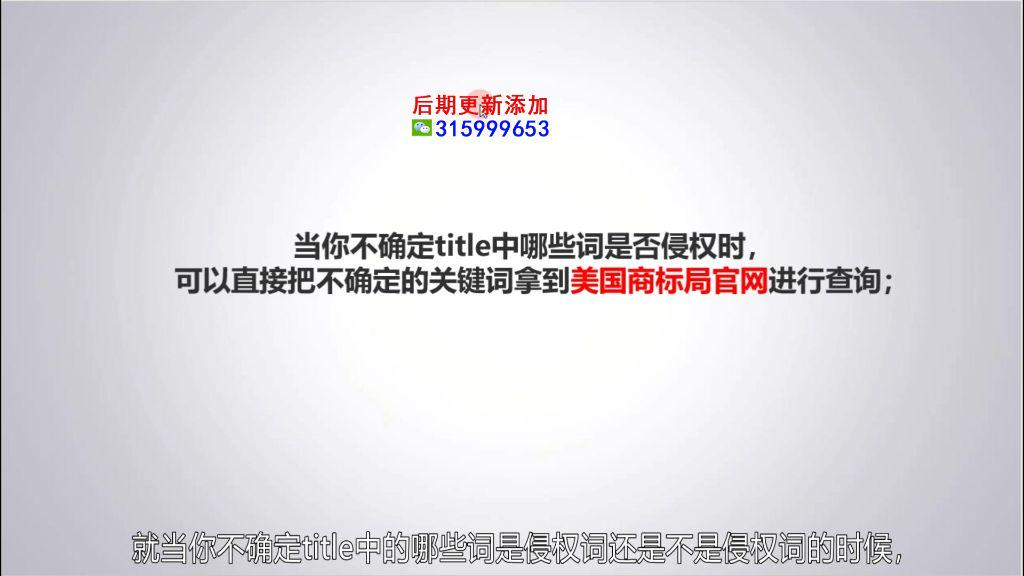 后期更新添加
315999653
当你不确定title中哪些词是否侵权时，
可以直接把不确定的关键词拿到美国商标局官网进行查询；
就当你不确定title中的哪些词是侵权词还是不是侵权词的时候，